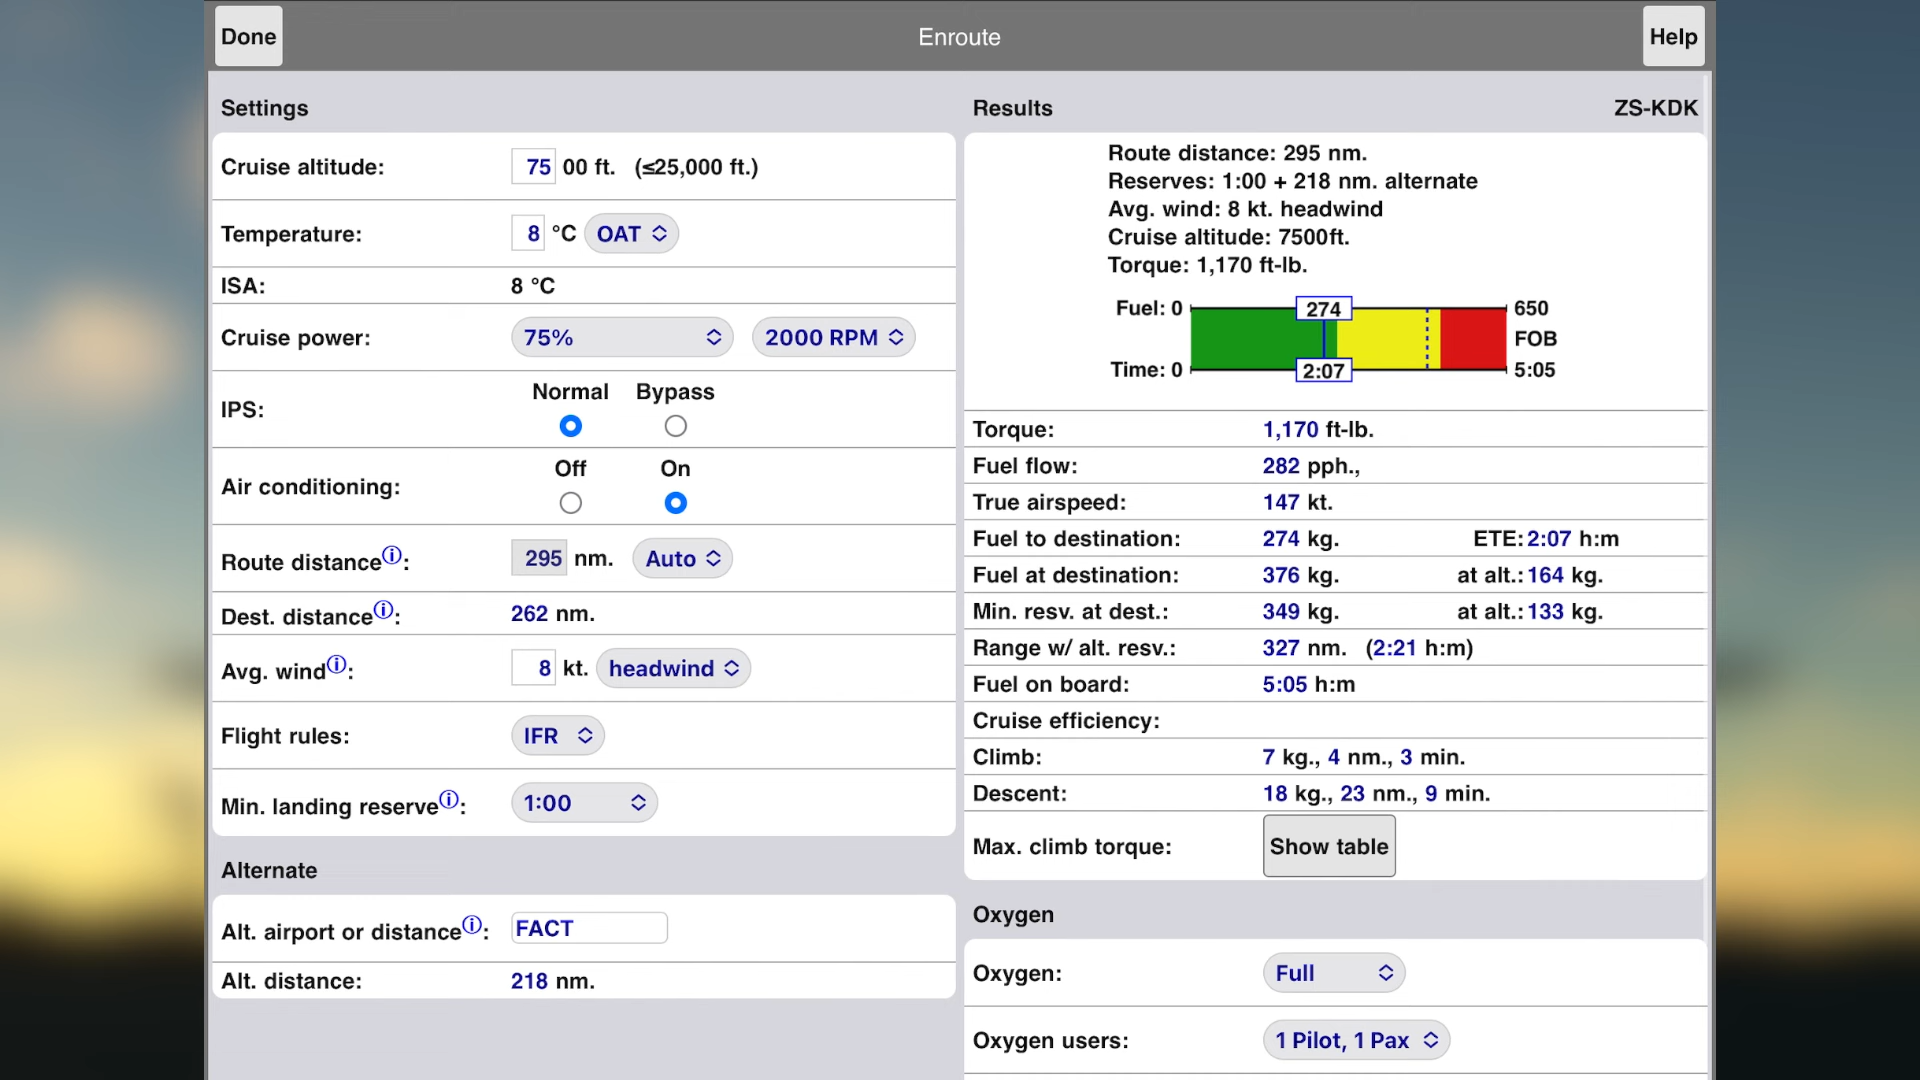 Done
Enroute
Help
Settings
Cruise altitude: 75 00 ft. (≤25,000 ft.)
Temperature: 8 °C OAT
ISA: 8 °C
Cruise power: 75% 2000 RPM
IPS: Normal Bypass
Air conditioning: Off On
Route distanceⓘ: 295 nm. Auto
Dest. distanceⓘ: 262 nm.
Avg. windⓘ: 8 kt. headwind
Flight rules: IFR
Min. landing reserveⓘ: 1:00
Alternate
Alt. airport or distanceⓘ: FACT
Alt. distance: 218 nm.
Results ZS-KDK
Route distance: 295 nm.
Reserves: 1:00 + 218 nm. alternate
Avg. wind: 8 kt. headwind
Cruise altitude: 7500ft.
Torque: 1,170 ft-lb.
Fuel: 0 274 650
FOB
Time: 0 2:07 5:05
Torque: 1,170 ft-lb.
Fuel flow: 282 pph.,
True airspeed: 147 kt.
Fuel to destination: 274 kg. ETE: 2:07 h:m
Fuel at destination: 376 kg. at alt.: 164 kg.
Min. resv. at dest.: 349 kg. at alt.: 133 kg.
Range w/ alt. resv.: 327 nm. (2:21 h:m)
Fuel on board: 5:05 h:m
Cruise efficiency:
Climb: 7 kg., 4 nm., 3 min.
Descent: 18 kg., 23 nm., 9 min.
Max. climb torque: Show table
Oxygen
Oxygen: Full
Oxygen users: 1 Pilot, 1 Pax